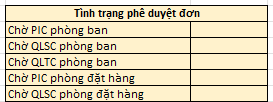 Tình trạng phê duyệt đơn
Chờ PIC phòng ban
Chờ QLSC phòng ban
Chờ QLTC phòng ban
Chờ PIC phòng đặt hàng
Chờ QLSC phòng đặt hàng